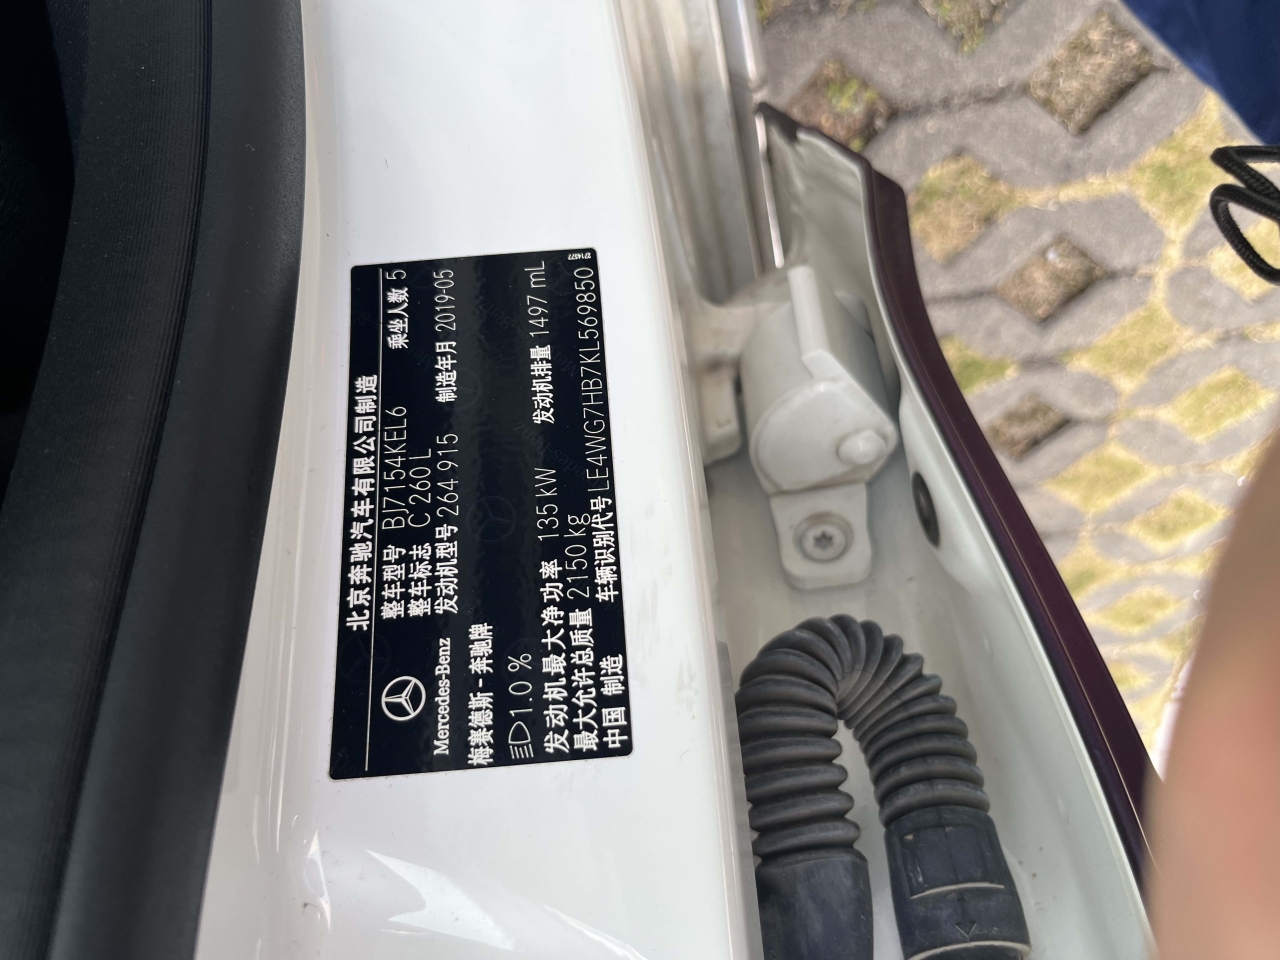 北京奔驰汽车有限公司制造
整车型号 BJ7154KEL6 乘坐人数 5
整车标志 C 260 L
发动机型号 264 915 制造年月 2019-05
Mercedes-Benz
梅赛德斯-奔驰牌
1.0 %
发动机最大净功率 135 kW 发动机排量 1497 mL
最大允许总质量 2150 kg
中国 制造 车辆识别代号 LE4WG7HB7KL569850